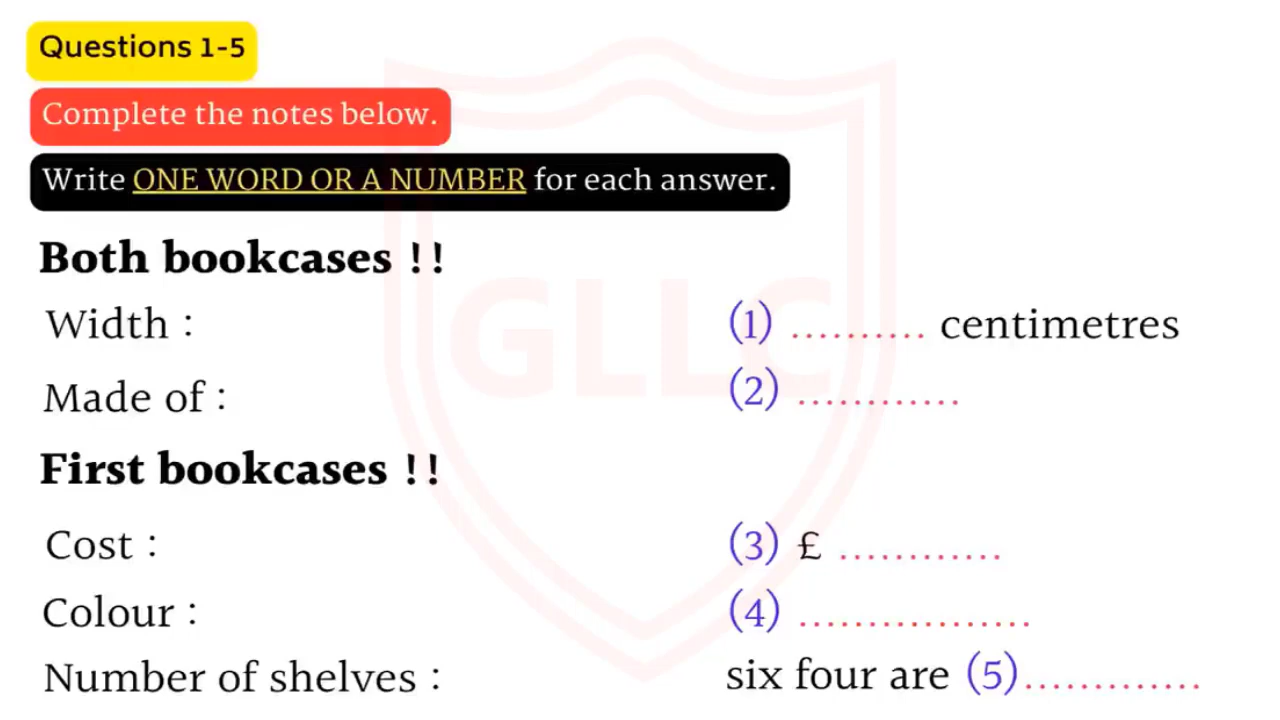 Questions 1-5
Complete the notes below.
Write ONE WORD OR A NUMBER for each answer.
Both bookcases !!
Width : (1) .......... centimetres
Made of : (2) ............
First bookcases !!
Cost : (3) £ ............
Colour : (4) .................
Number of shelves : six four are (5).............
GLLC